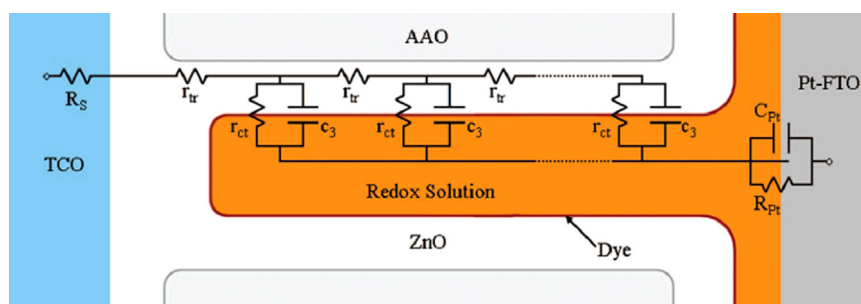 AAO
Pt-FTO
R_S
r_tr
r_tr
r_tr
r_ct
c_3
r_ct
c_3
r_ct
c_3
C_Pt
TCO
Redox Solution
R_Pt
ZnO
Dye